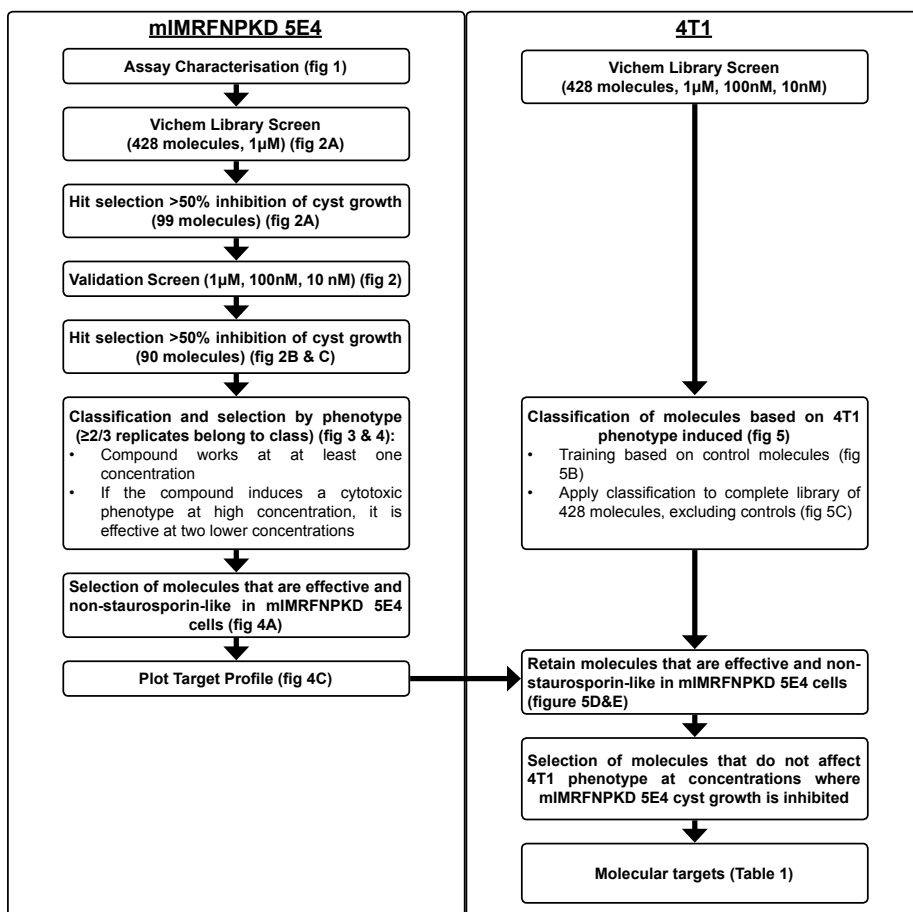 mIMRFNPKD 5E4
Assay Characterisation (fig 1)
Vichem Library Screen
(428 molecules, 1µM) (fig 2A)
Hit selection >50% inhibition of cyst growth
(99 molecules) (fig 2A)
Validation Screen (1µM, 100nM, 10 nM) (fig 2)
Hit selection >50% inhibition of cyst growth
(90 molecules) (fig 2B & C)
Classification and selection by phenotype
(≥2/3 replicates belong to class) (fig 3 & 4):
• Compound works at at least one
concentration
• If the compound induces a cytotoxic
phenotype at high concentration, it is
effective at two lower concentrations
Selection of molecules that are effective and
non-staurosporin-like in mIMRFNPKD 5E4
cells (fig 4A)
Plot Target Profile (fig 4C)
4T1
Vichem Library Screen
(428 molecules, 1µM, 100nM, 10nM)
Classification of molecules based on 4T1
phenotype induced (fig 5)
• Training based on control molecules (fig
5B)
• Apply classification to complete library of
428 molecules, excluding controls (fig 5C)
Retain molecules that are effective and non-
staurosporin-like in mIMRFNPKD 5E4 cells
(figure 5D&E)
Selection of molecules that do not affect
4T1 phenotype at concentrations where
mIMRFNPKD 5E4 cyst growth is inhibited
Molecular targets (Table 1)